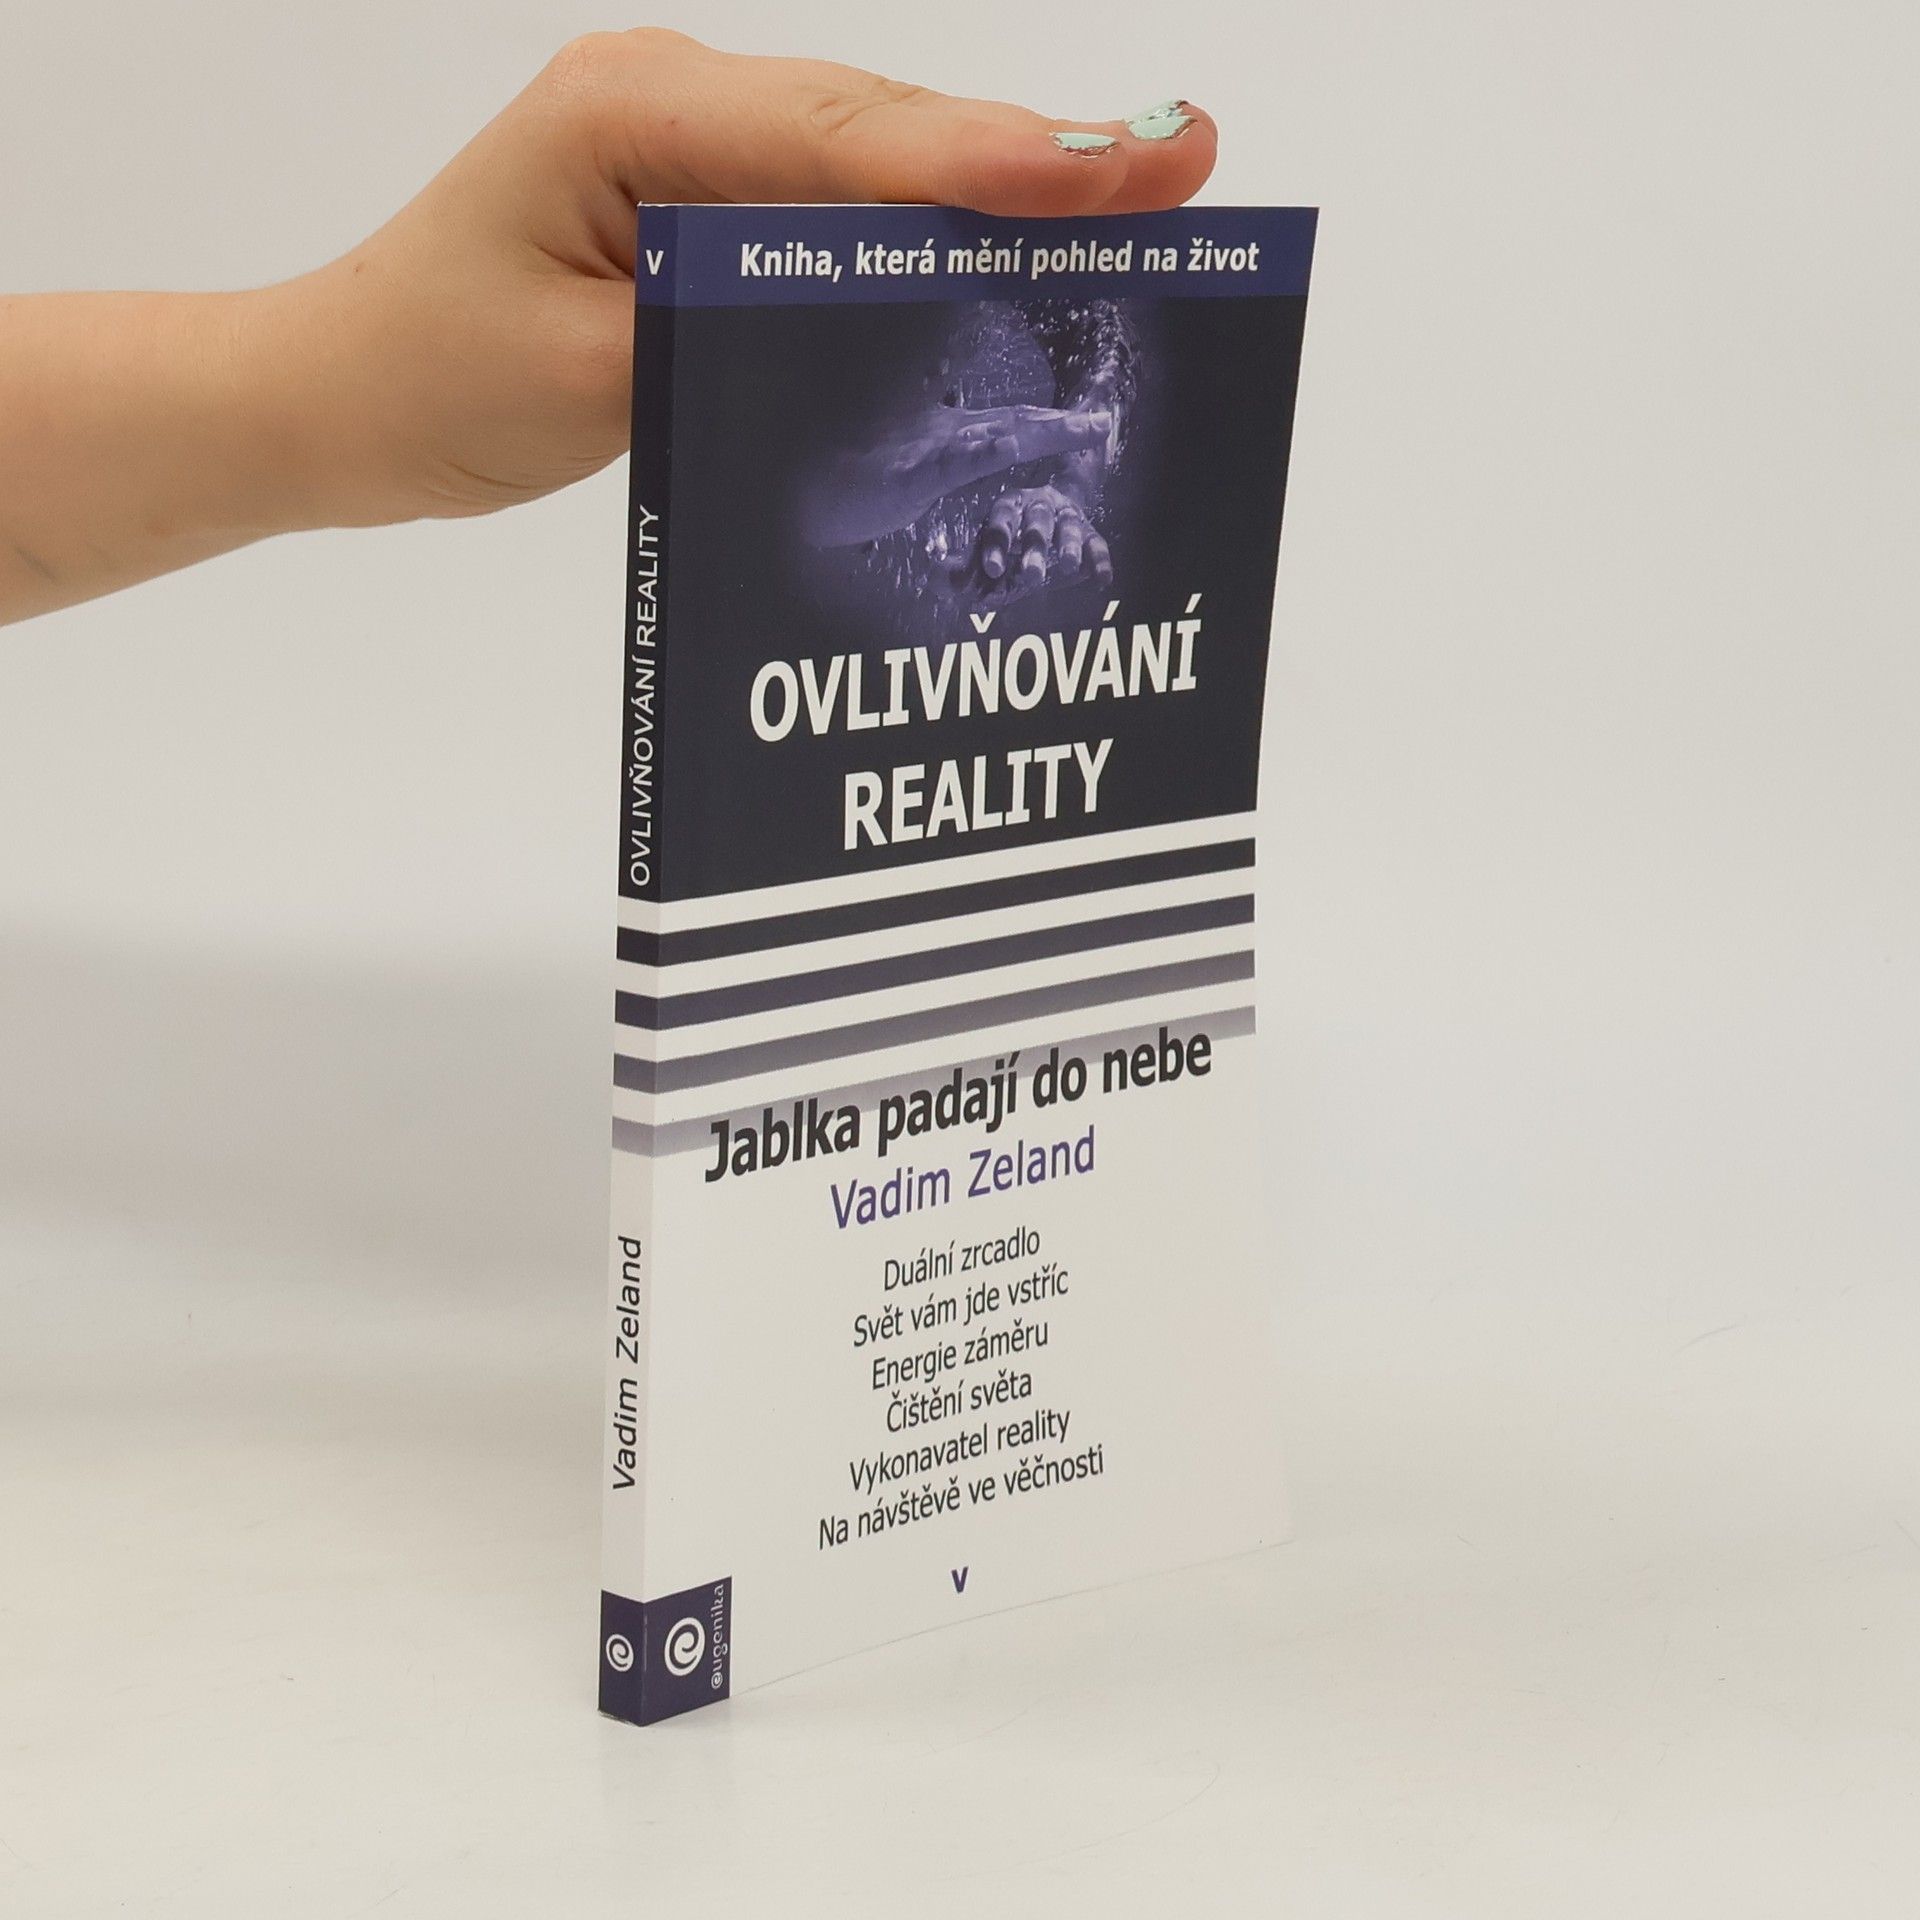 V
Kniha, která mění pohled na život
OVLIVŇOVÁNÍ
REALITY
Jablka padají do nebe
Vadim Zeland
Duální zrcadlo
Svět vám jde vstříc
Energie záměru
Čištění světa
Vykonavatel reality
Na návštěvě ve věčnosti
V
eugenika
OVLIVŇOVÁNÍ REALITY
Vadim Zeland